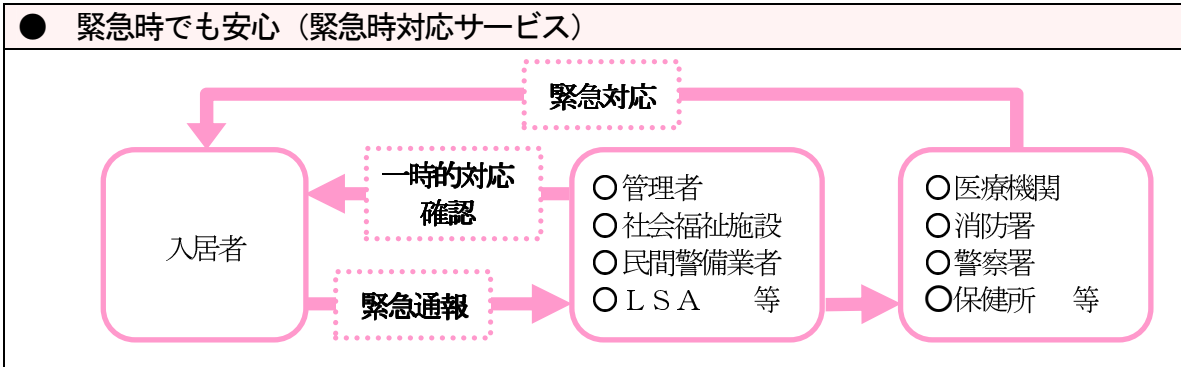 ● 緊急時でも安心（緊急時対応サービス）
緊急対応
入居者
一時的対応
確認
緊急通報
○管理者
○社会福祉施設
○民間警備業者
○ＬＳＡ 等
○医療機関
○消防署
○警察署
○保健所 等